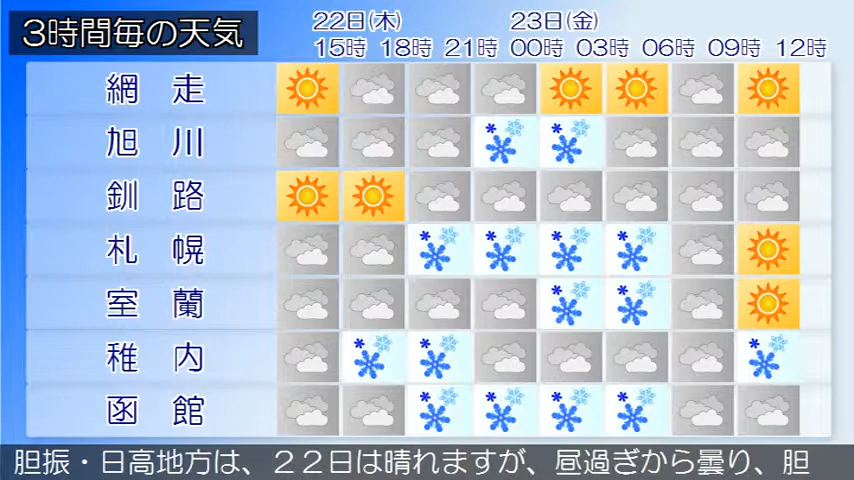 3時間毎の天気
22日(木) 23日(金)
15時 18時 21時 00時 03時 06時 09時 12時
網 走
旭 川
釧 路
札 幌
室 蘭
稚 内
函 館
胆振・日高地方は、２２日は晴れますが、昼過ぎから曇り、胆